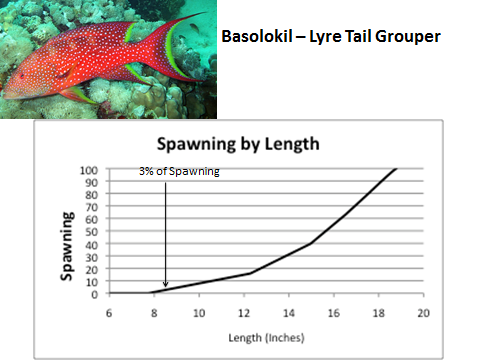 Basolokil – Lyre Tail Grouper
Spawning by Length
3% of Spawning
100
90
80
70
60
50
40
30
20
10
0
Spawning
6 8 10 12 14 16 18 20
Length (Inches)